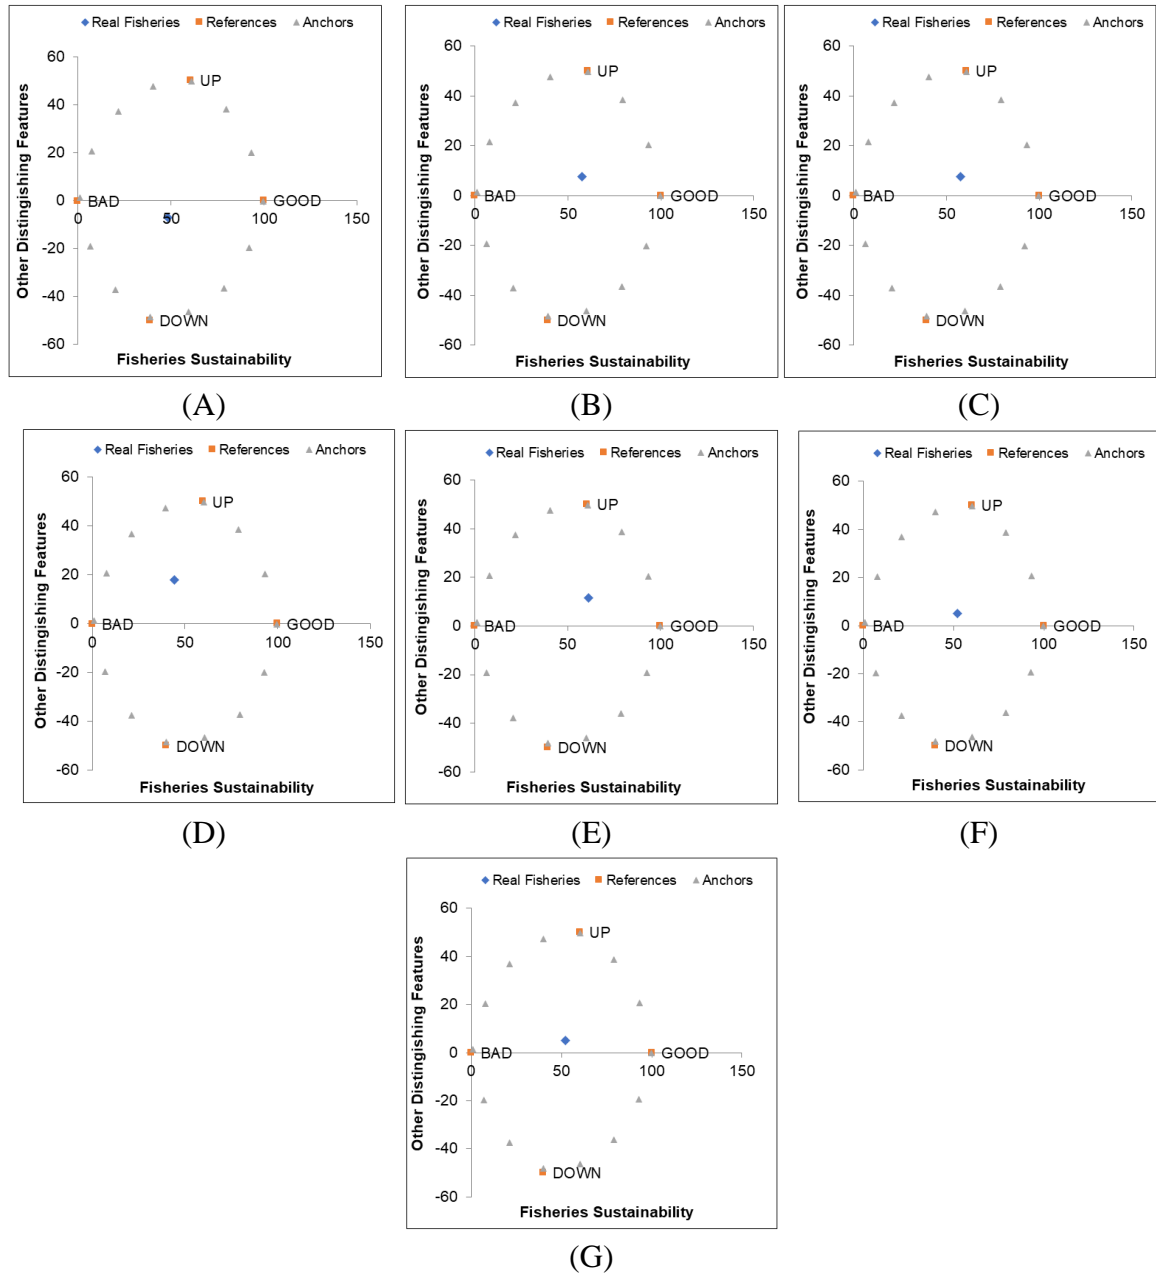 Real Fisheries References Anchors
60
40
20
0
-20
-40
-60
0 50 100 150
UP
BAD
GOOD
DOWN
Other Distingishing Features
Fisheries Sustainability
(A)
Real Fisheries References Anchors
60
40
20
0
-20
-40
-60
0 50 100 150
UP
BAD
GOOD
DOWN
Other Distingishing Features
Fisheries Sustainability
(B)
Real Fisheries References Anchors
60
40
20
0
-20
-40
-60
0 50 100 150
UP
BAD
GOOD
DOWN
Other Distingishing Features
Fisheries Sustainability
(C)
Real Fisheries References Anchors
60
40
20
0
-20
-40
-60
0 50 100 150
UP
BAD
GOOD
DOWN
Other Distingishing Features
Fisheries Sustainability
(D)
Real Fisheries References Anchors
60
40
20
0
-20
-40
-60
0 50 100 150
UP
BAD
GOOD
DOWN
Other Distingishing Features
Fisheries Sustainability
(E)
Real Fisheries References Anchors
60
40
20
0
-20
-40
-60
0 50 100 150
UP
BAD
GOOD
DOWN
Other Distingishing Features
Fisheries Sustainability
(F)
Real Fisheries References Anchors
60
40
20
0
-20
-40
-60
0 50 100 150
UP
BAD
GOOD
DOWN
Other Distingishing Features
Fisheries Sustainability
(G)